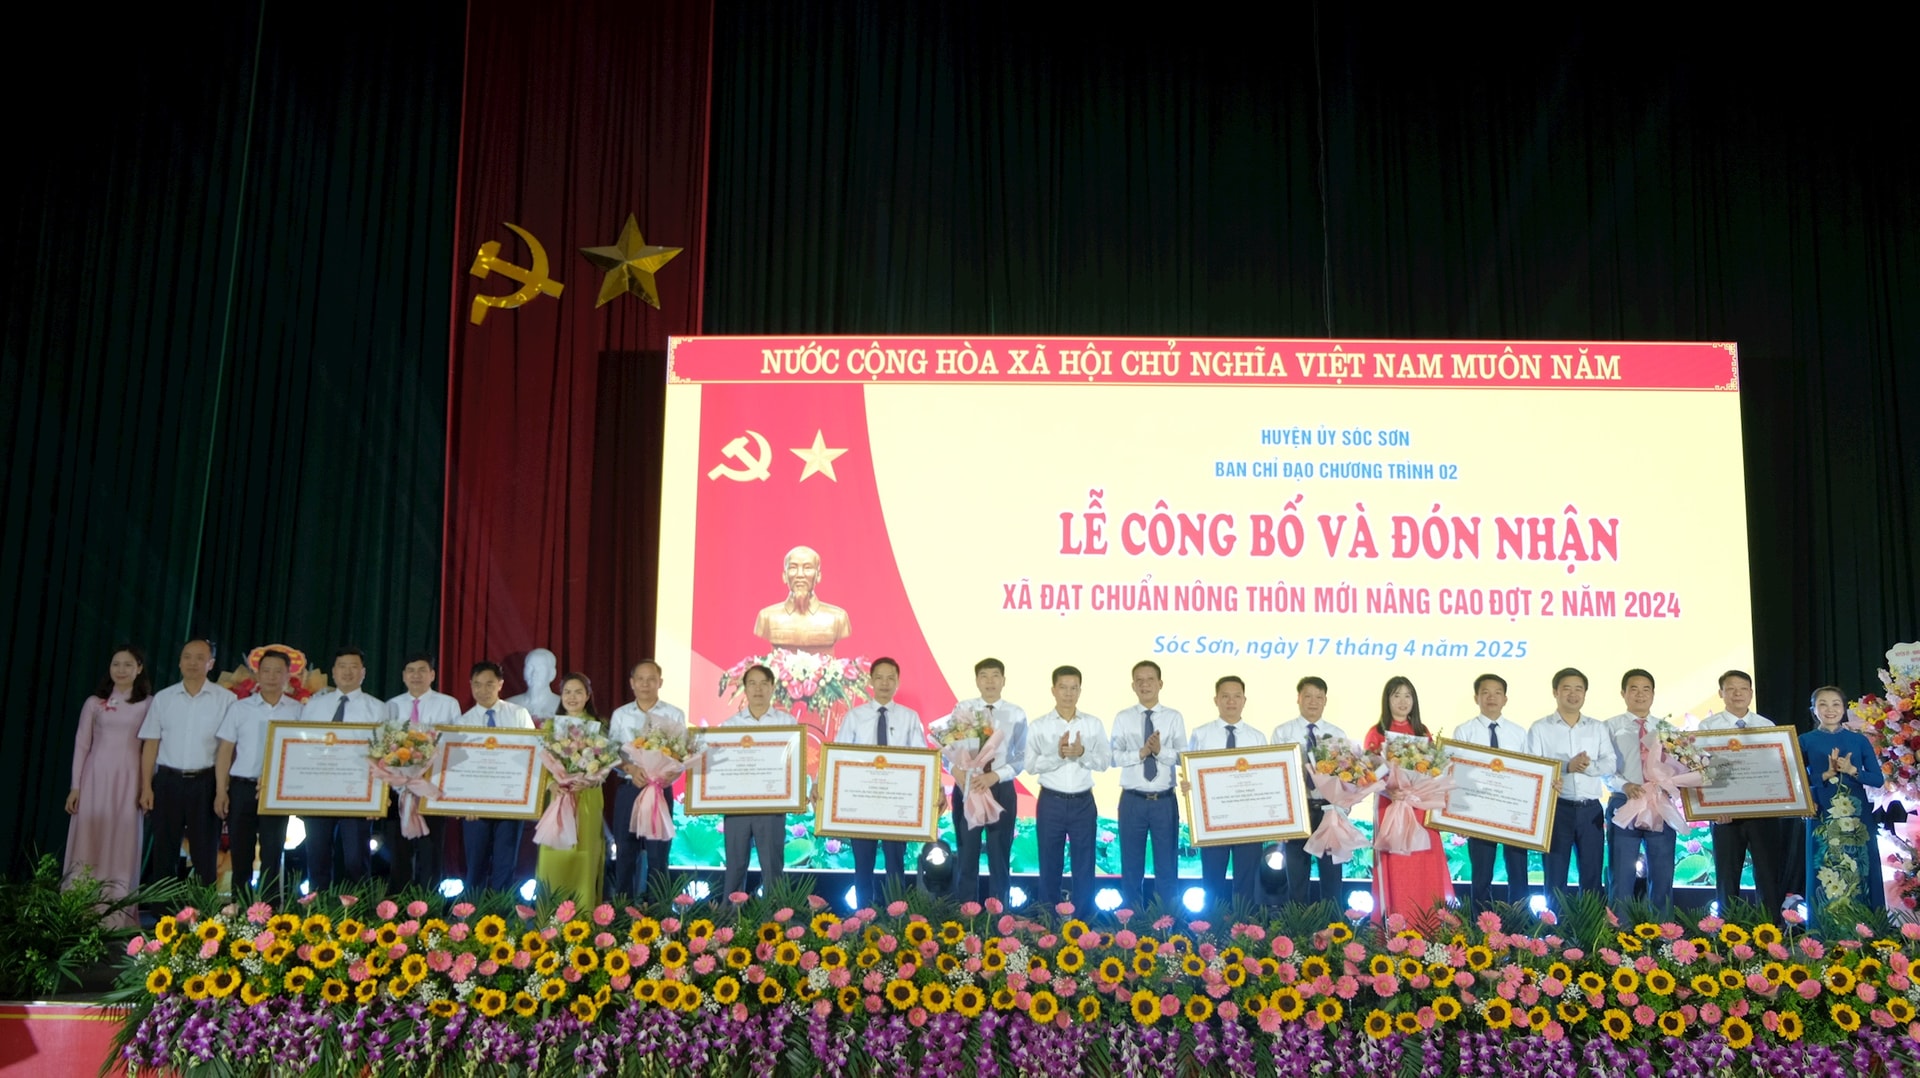 NƯỚC CỘNG HÒA XÃ HỘI CHỦ NGHĨA VIỆT NAM MUÔN NĂM
HUYỆN ỦY SÓC SƠN
BAN CHỈ ĐẠO CHƯƠNG TRÌNH 02
LỄ CÔNG BỐ VÀ ĐÓN NHẬN
XÃ ĐẠT CHUẨN NÔNG THÔN MỚI NÂNG CAO ĐỢT 2 NĂM 2024
Sóc Sơn, ngày 17 tháng 4 năm 2025